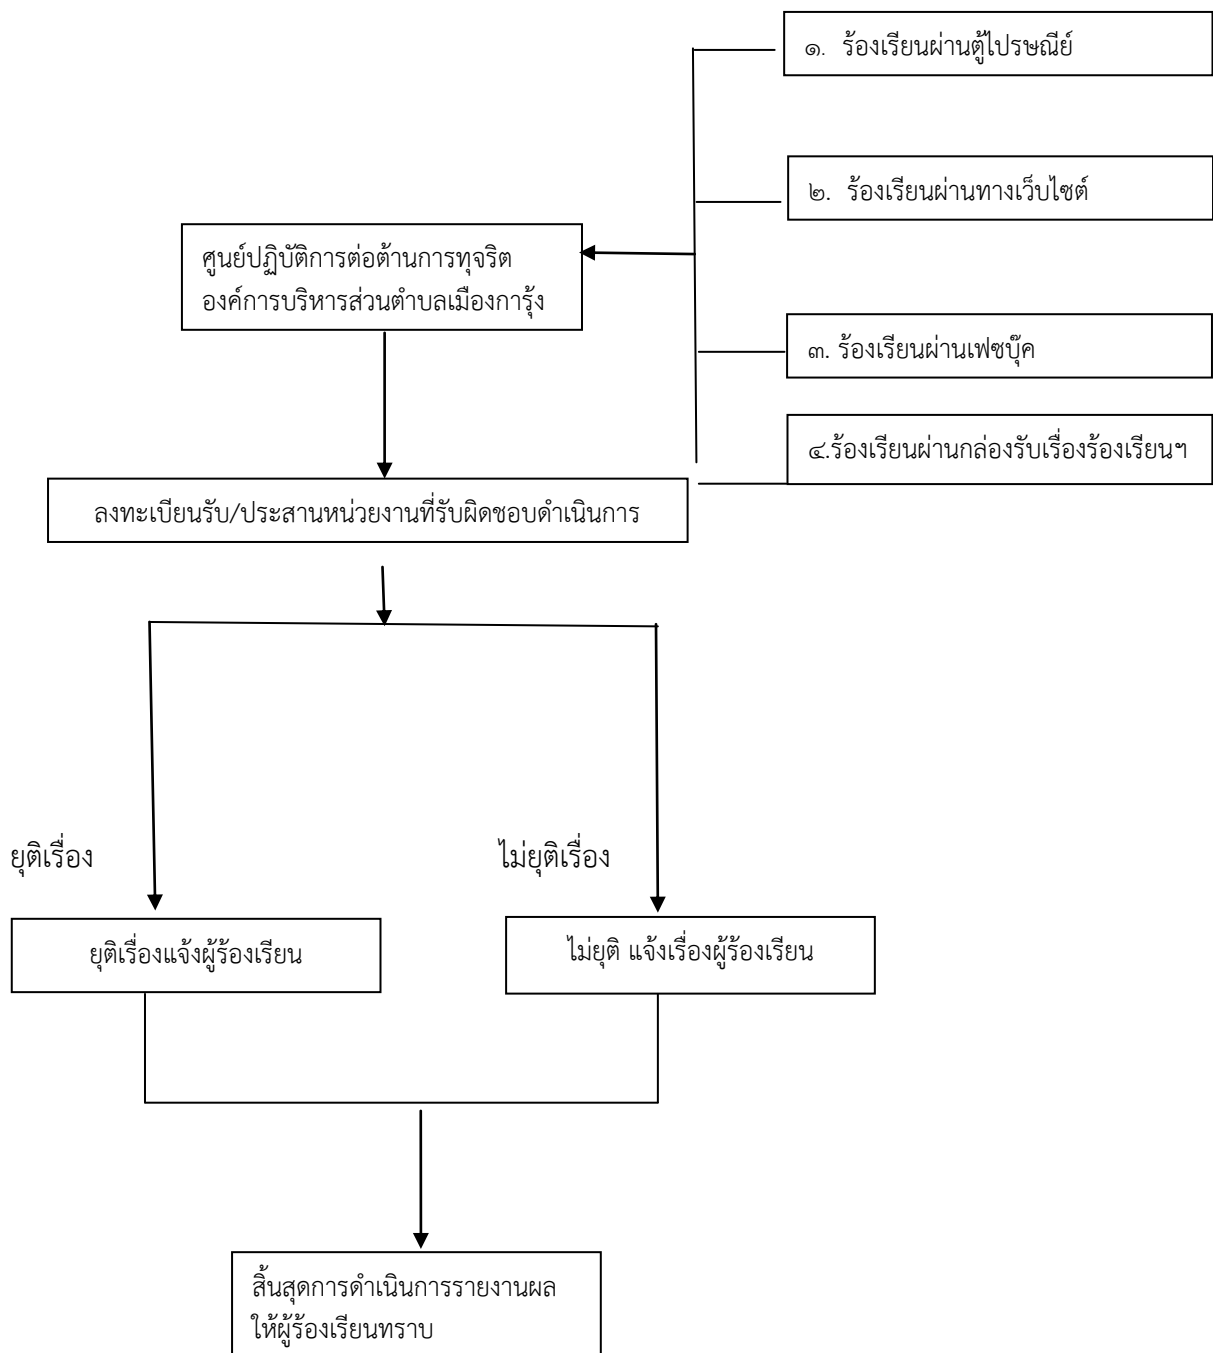 ๑. ร้องเรียนผ่านตู้ไปรษณีย์
๒. ร้องเรียนผ่านทางเว็บไซต์
ศูนย์ปฏิบัติการต่อต้านการทุจริต
องค์การบริหารส่วนตำบลเมืองการุ้ง
๓. ร้องเรียนผ่านเฟซบุ๊ค
๔.ร้องเรียนผ่านกล่องรับเรื่องร้องเรียนฯ
ลงทะเบียนรับ/ประสานหน่วยงานที่รับผิดชอบดำเนินการ
ยุติเรื่อง
ไม่ยุติเรื่อง
ยุติเรื่องแจ้งผู้ร้องเรียน
ไม่ยุติ แจ้งเรื่องผู้ร้องเรียน
สิ้นสุดการดำเนินการรายงานผล
ให้ผู้ร้องเรียนทราบ